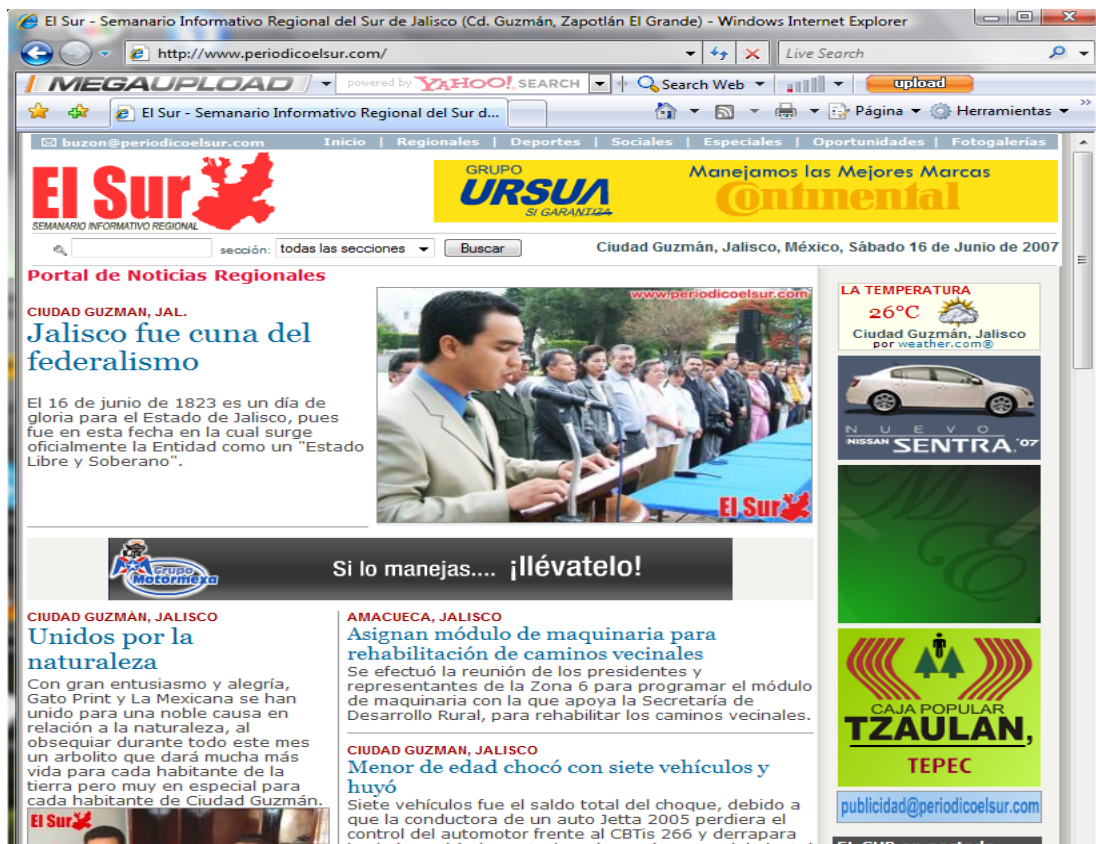 El Sur - Semanario Informativo Regional del Sur de Jalisco (Cd. Guzmán, Zapotlán El Grande) - Windows Internet Explorer
http://www.periodicoelsur.com/
Live Search
MEGAUPLOAD powered by YAHOO! SEARCH Search Web upload
El Sur - Semanario Informativo Regional del Sur d...
Página Herramientas
buzon@periodicoelsur.com Inicio | Regionales | Deportes | Sociales | Especiales | Oportunidades | Fotogalerías
El Sur
SEMANARIO INFORMATIVO REGIONAL
GRUPO
URSUA
SI GARANTIZA
Manejamos las Mejores Marcas
Continental
sección: todas las secciones Buscar
Ciudad Guzmán, Jalisco, México, Sábado 16 de Junio de 2007
Portal de Noticias Regionales
CIUDAD GUZMAN, JAL.
Jalisco fue cuna del
federalismo
El 16 de junio de 1823 es un día de
gloria para el Estado de Jalisco, pues
fue en esta fecha en la cual surge
oficialmente la Entidad como un "Estado
Libre y Soberano".
www.periodicoelsur.com
El Sur
LA TEMPERATURA
26°C
Ciudad Guzmán, Jalisco
por weather.com®
NUEVO
NISSAN SENTRA '07
ME
Grupo
Motormexa
Si lo manejas.... ¡llévatelo!
CIUDAD GUZMÁN, JALISCO
Unidos por la
naturaleza
Con gran entusiasmo y alegría,
Gato Print y La Mexicana se han
unido para una noble causa en
relación a la naturaleza, al
obsequiar durante todo este mes
un arbolito que dará mucha más
vida para cada habitante de la
tierra pero muy en especial para
cada habitante de Ciudad Guzmán.
El Sur
AMACUECA, JALISCO
Asignan módulo de maquinaria para
rehabilitación de caminos vecinales
Se efectuó la reunión de los presidentes y
representantes de la Zona 6 para programar el módulo
de maquinaria con la que apoya la Secretaría de
Desarrollo Rural, para rehabilitar los caminos vecinales.
CIUDAD GUZMAN, JALISCO
Menor de edad chocó con siete vehículos y
huyó
Siete vehículos fue el saldo total del choque, debido a
que la conductora de un auto Jetta 2005 perdiera el
control del automotor frente al CBTis 266 y derrapara
CAJA POPULAR
TZAULAN,
TEPEC
publicidad@periodicoelsur.com